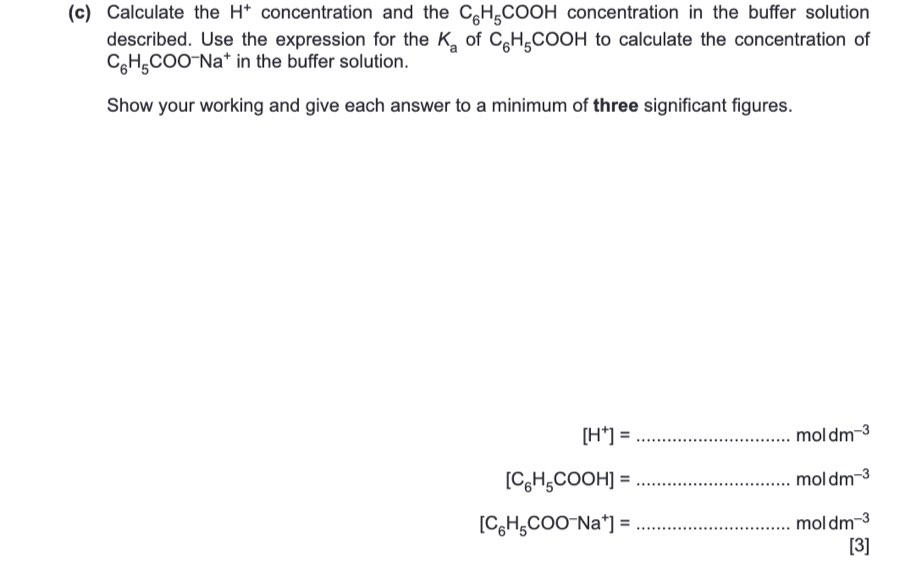 (c) Calculate the H⁺ concentration and the C₆H₅COOH concentration in the buffer solution
described. Use the expression for the Kₐ of C₆H₅COOH to calculate the concentration of
C₆H₅COO⁻Na⁺ in the buffer solution.
Show your working and give each answer to a minimum of three significant figures.
[H⁺] = .............................. mol dm⁻³
[C₆H₅COOH] = .............................. mol dm⁻³
[C₆H₅COO⁻Na⁺] = .............................. mol dm⁻³
[3]